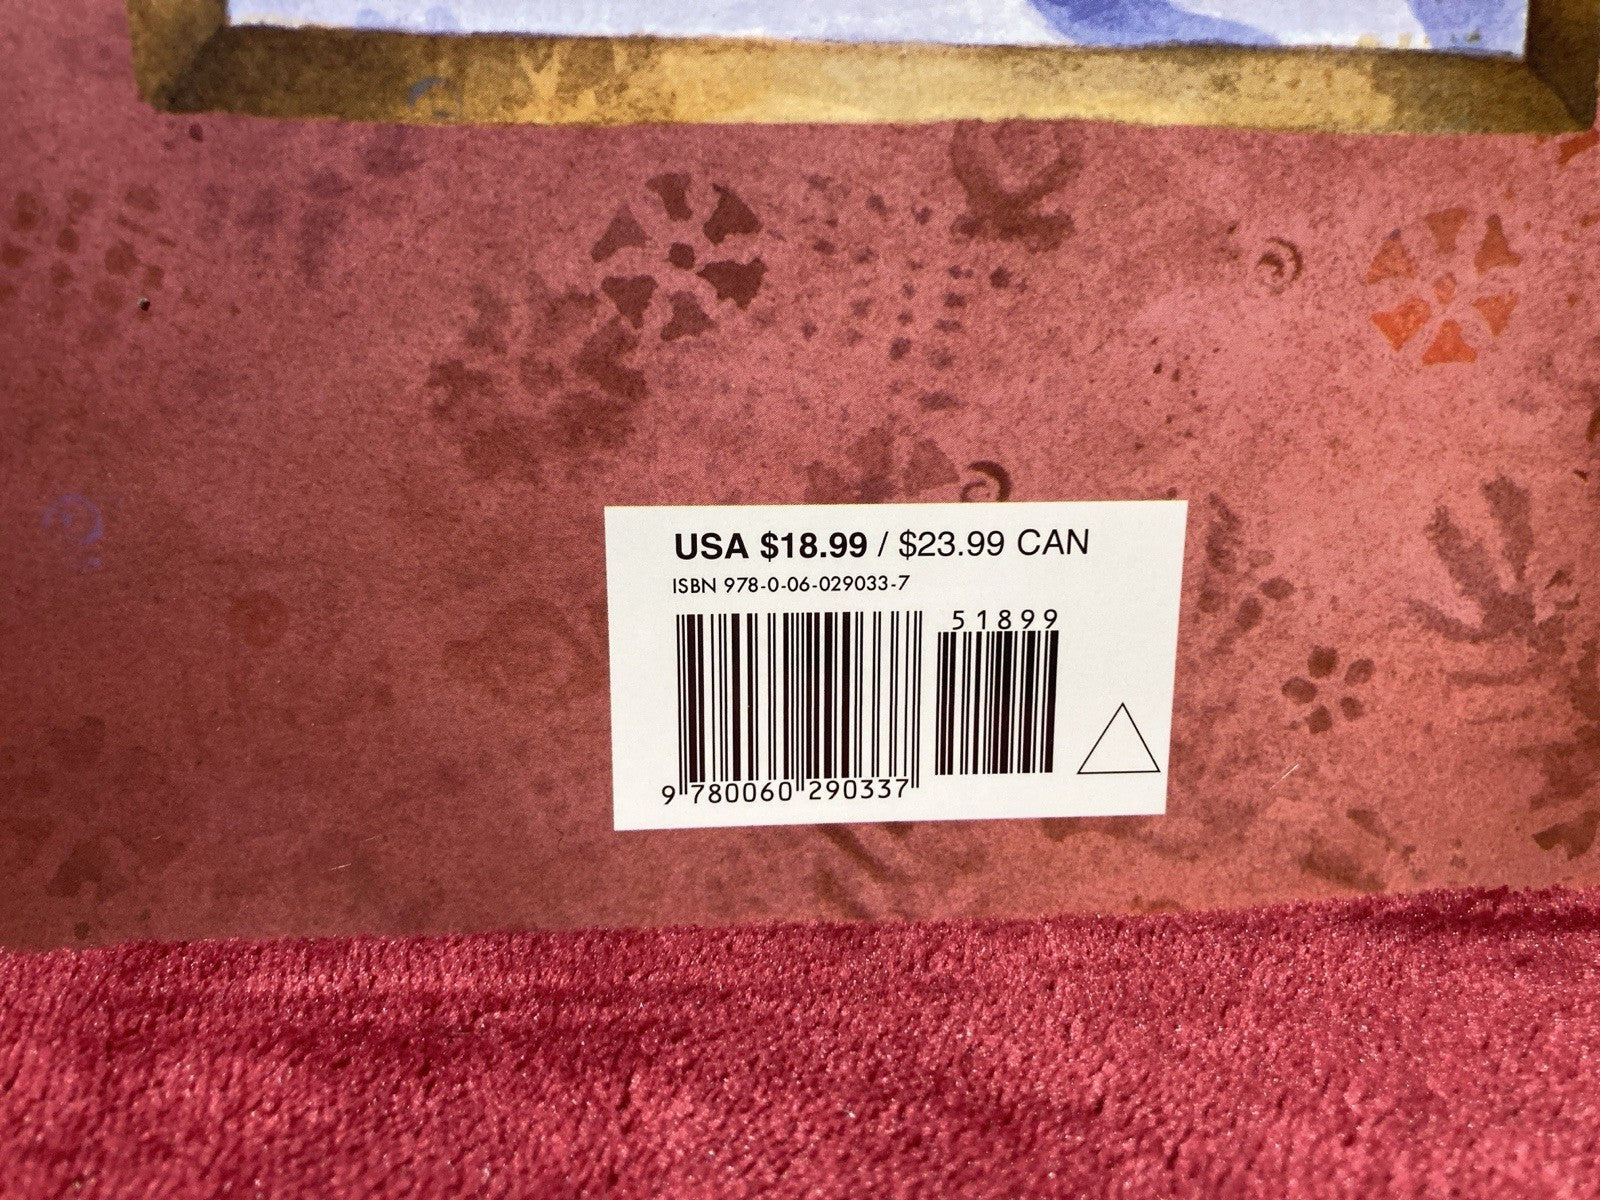 USA $18.99 / $23.99 CAN
ISBN 978-0-06-029033-7
51899
9 780060 290337